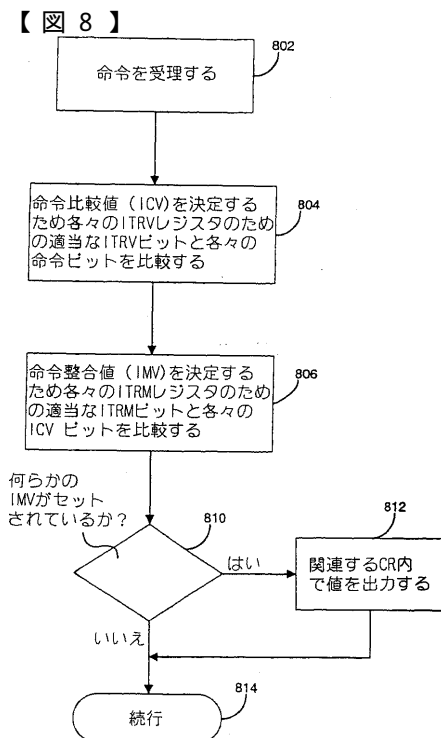 【図8】
802
命令を受理する
命令比較値(ICV)を決定する
ため各々のITRVレジスタのため
の適当なITRVビットと各々の
命令ビットを比較する
804
命令整合値(IMV)を決定する
ため各々のITRMレジスタのため
の適当なITRMビットと各々の
ICV ビットを比較する
806
何らかの
IMVがセット
されているか?
810
はい
812
関連するCR内
で値を出力する
いいえ
814
続行